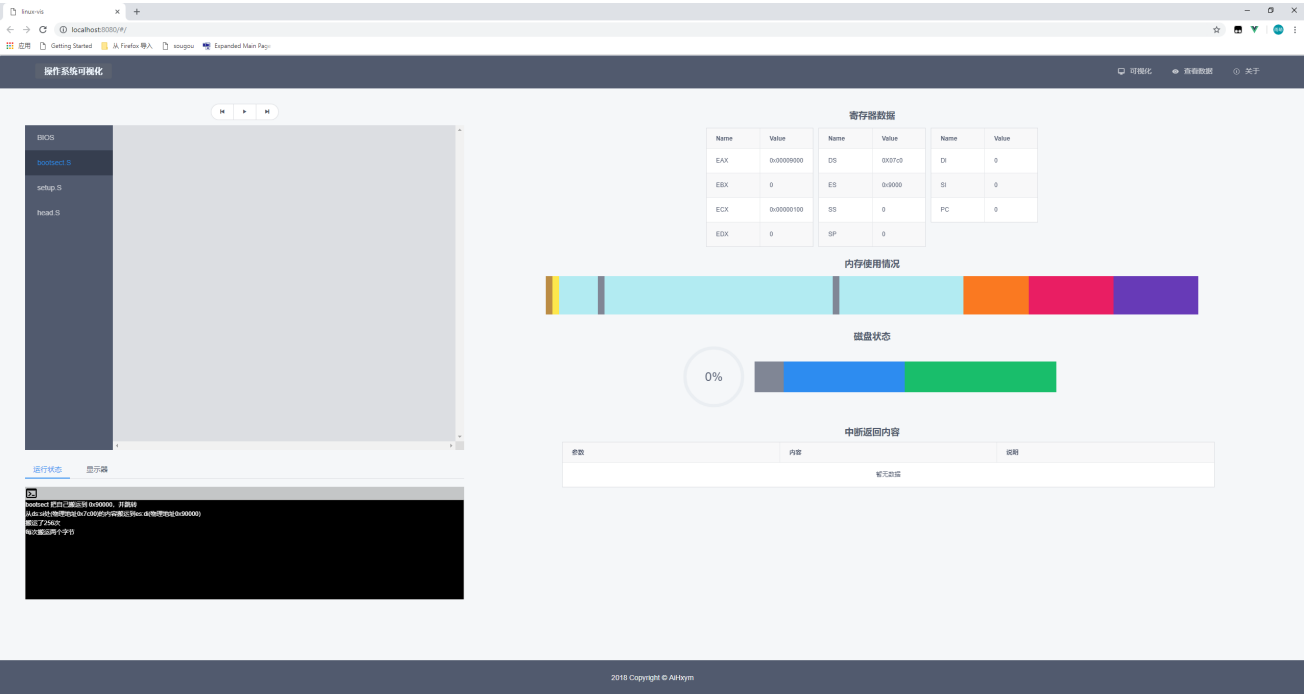 linux-vis
localhost:8080/#/
应用 Getting Started 从 Firefox 导入 sougou Expanded Main Page
操作系统可视化
可视化 查看数据 关于
BIOS
bootsect.S
setup.S
head.S
寄存器数据
Name Value Name Value Name Value
EAX 0x00009000 DS 0X07c0 DI 0
EBX 0 ES 0x9000 SI 0
ECX 0x00000100 SS 0 PC 0
EDX 0 SP 0
内存使用情况
磁盘状态
0%
中断返回内容
参数 内容 说明
暂无数据
运行状态 显示器
bootsect 把自己搬运到 0x90000，并跳转
从ds:si处(物理地址0x7c00)的内容搬运到es:di(物理地址0x90000)
搬运了256次
每次搬运两个字节
2018 Copyright © AiHxym